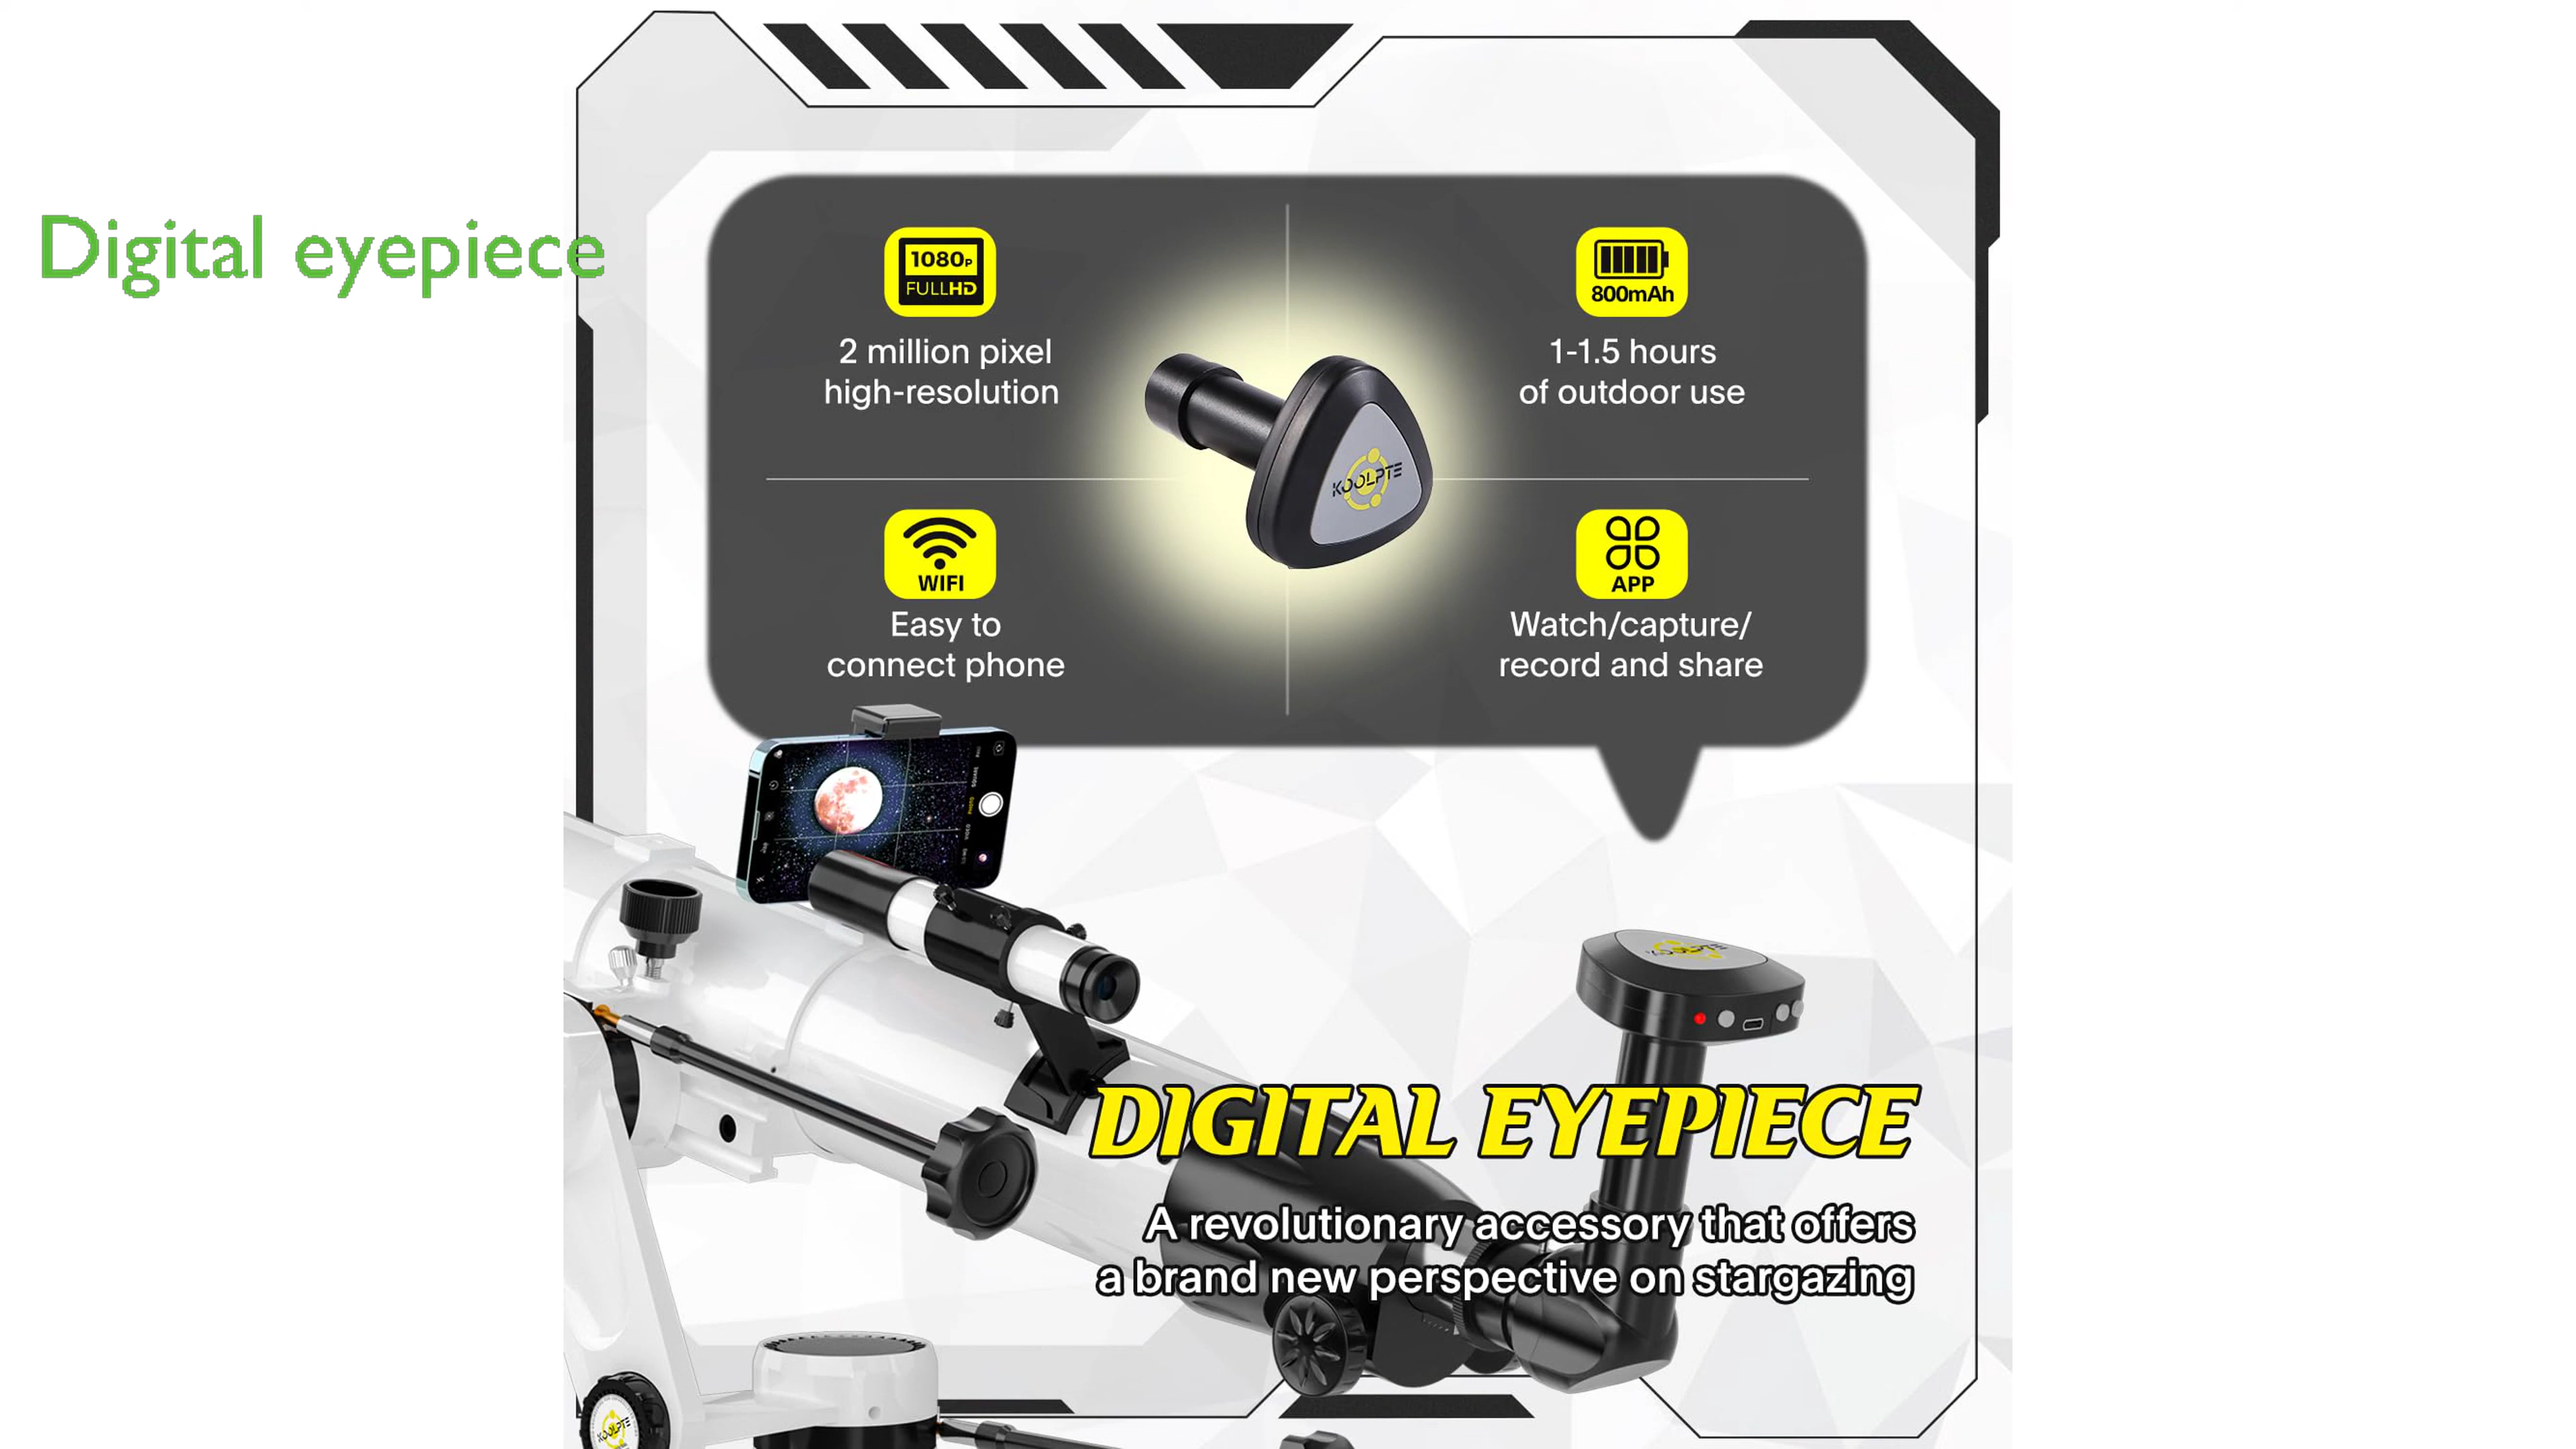 Digital eyepiece
1080P
FULLHD
2 million pixel
high-resolution
800mAh
1-1.5 hours
of outdoor use
KOOLPTE
WIFI
Easy to
connect phone
APP
Watch/capture/
record and share
DIGITAL EYEPIECE
A revolutionary accessory that offers
a brand new perspective on stargazing
KOOLPTE